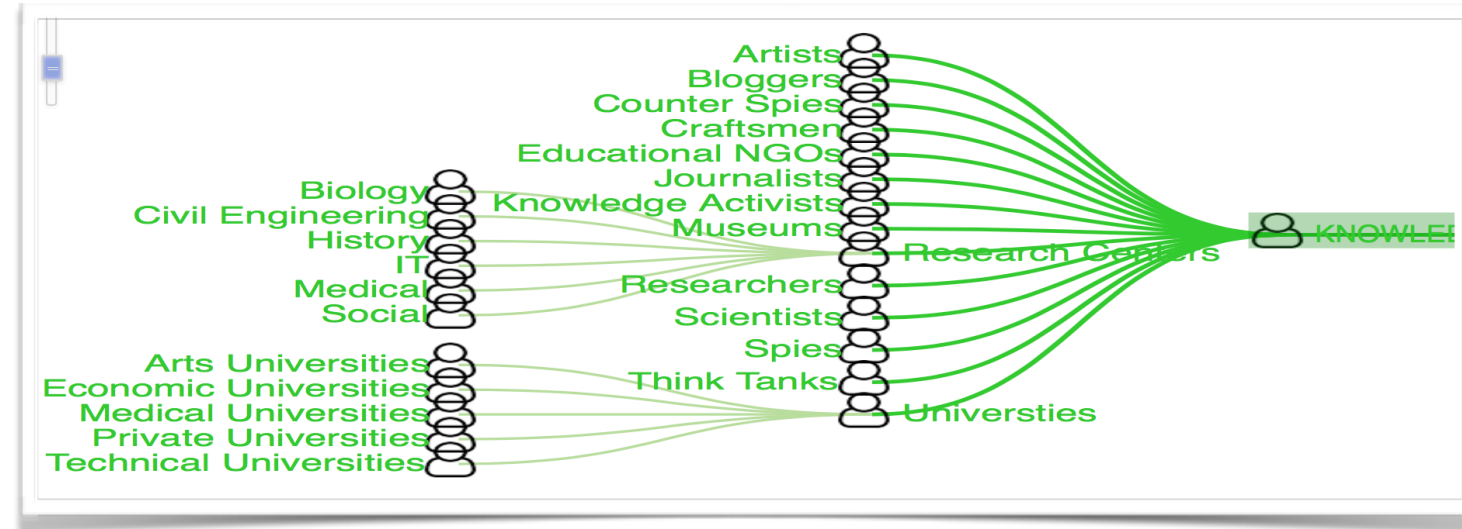 Artists
Bloggers
Counter Spies
Craftsmen
Educational NGOs
Journalists
Knowledge Activists
Museums
Research Centers
Researchers
Scientists
Spies
Think Tanks
Universties
Biology
Civil Engineering
History
IT
Medical
Social
Arts Universities
Economic Universities
Medical Universities
Private Universities
Technical Universities